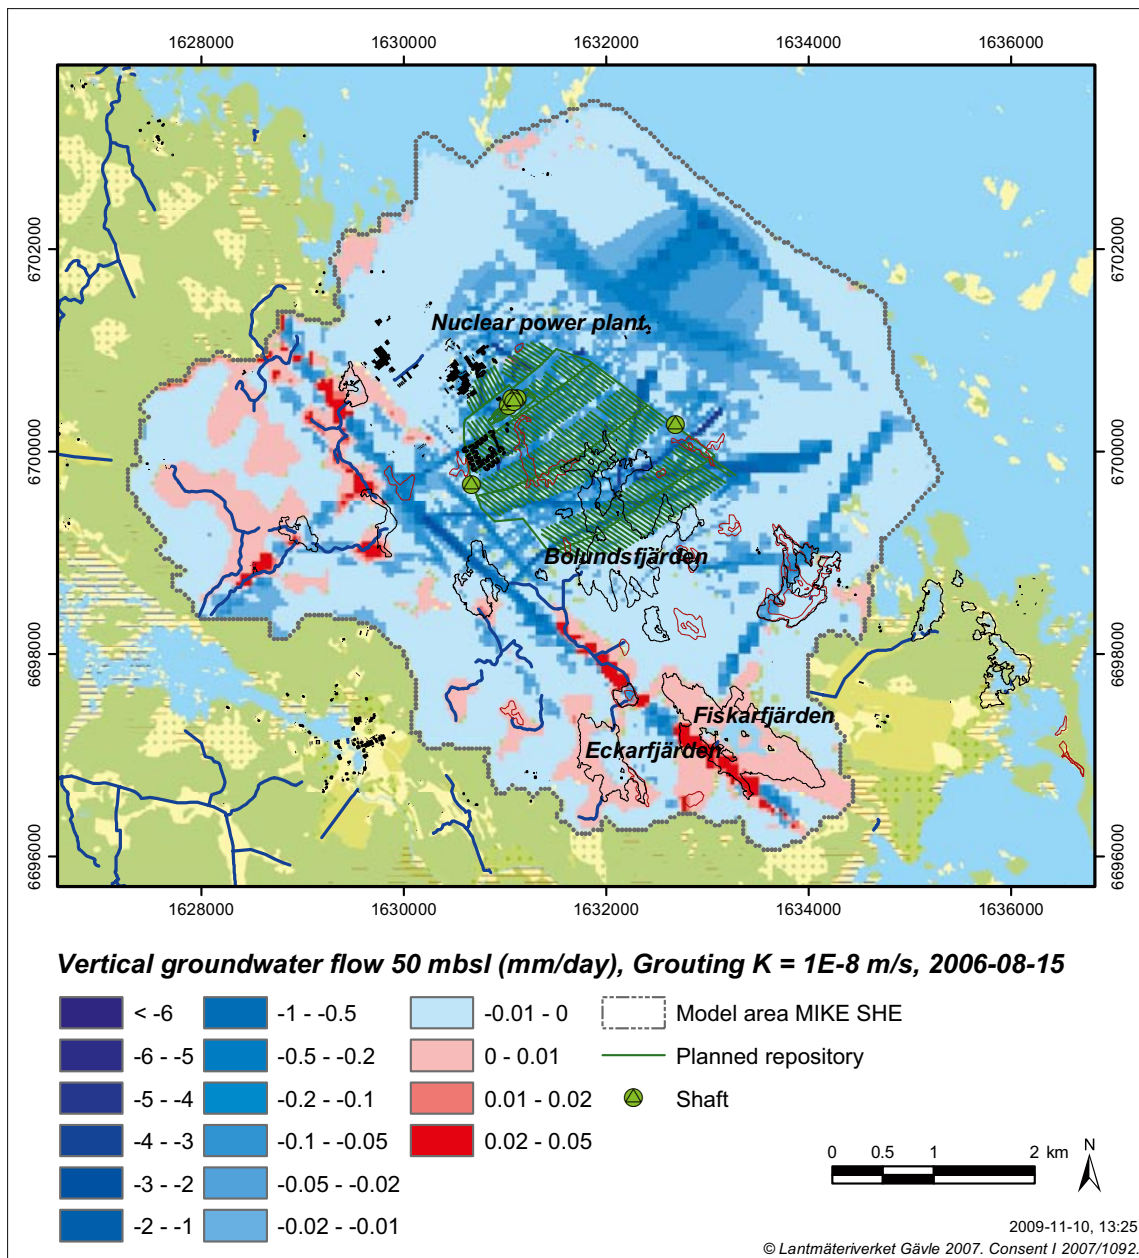 1628000 1630000 1632000 1634000 1636000
6702000 6702000
Nuclear power plant
6700000 6700000
Bolundsfjärden
6698000 6698000
Fiskarfjärden
Eckarfjärden
6696000 6696000
1628000 1630000 1632000 1634000 1636000
Vertical groundwater flow 50 mbsl (mm/day), Grouting K = 1E-8 m/s, 2006-08-15
< -6 -1 - -0.5 -0.01 - 0 Model area MIKE SHE
-6 - -5 -0.5 - -0.2 0 - 0.01 Planned repository
-5 - -4 -0.2 - -0.1 0.01 - 0.02 Shaft
-4 - -3 -0.1 - -0.05 0.02 - 0.05
-3 - -2 -0.05 - -0.02
-2 - -1 -0.02 - -0.01
0 0.5 1 2 km
N
2009-11-10, 13:25
© Lantmäteriverket Gävle 2007. Consent I 2007/1092.